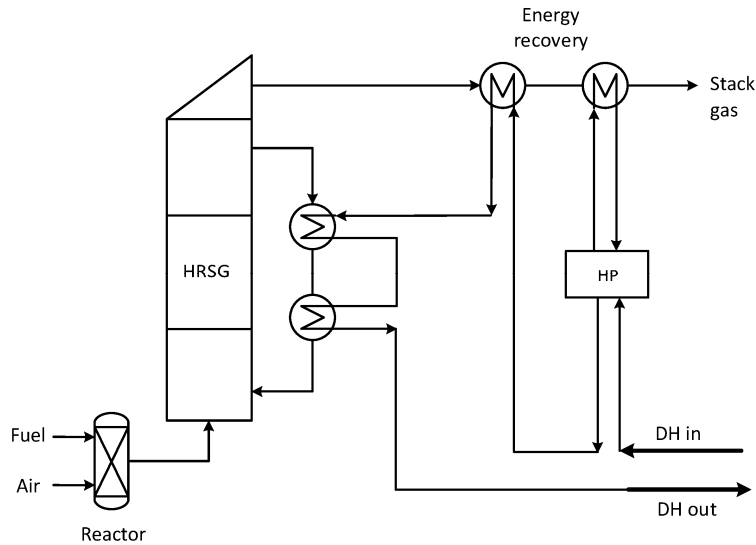 Energy
recovery
Stack
gas
HRSG
HP
Fuel
Air
Reactor
DH in
DH out